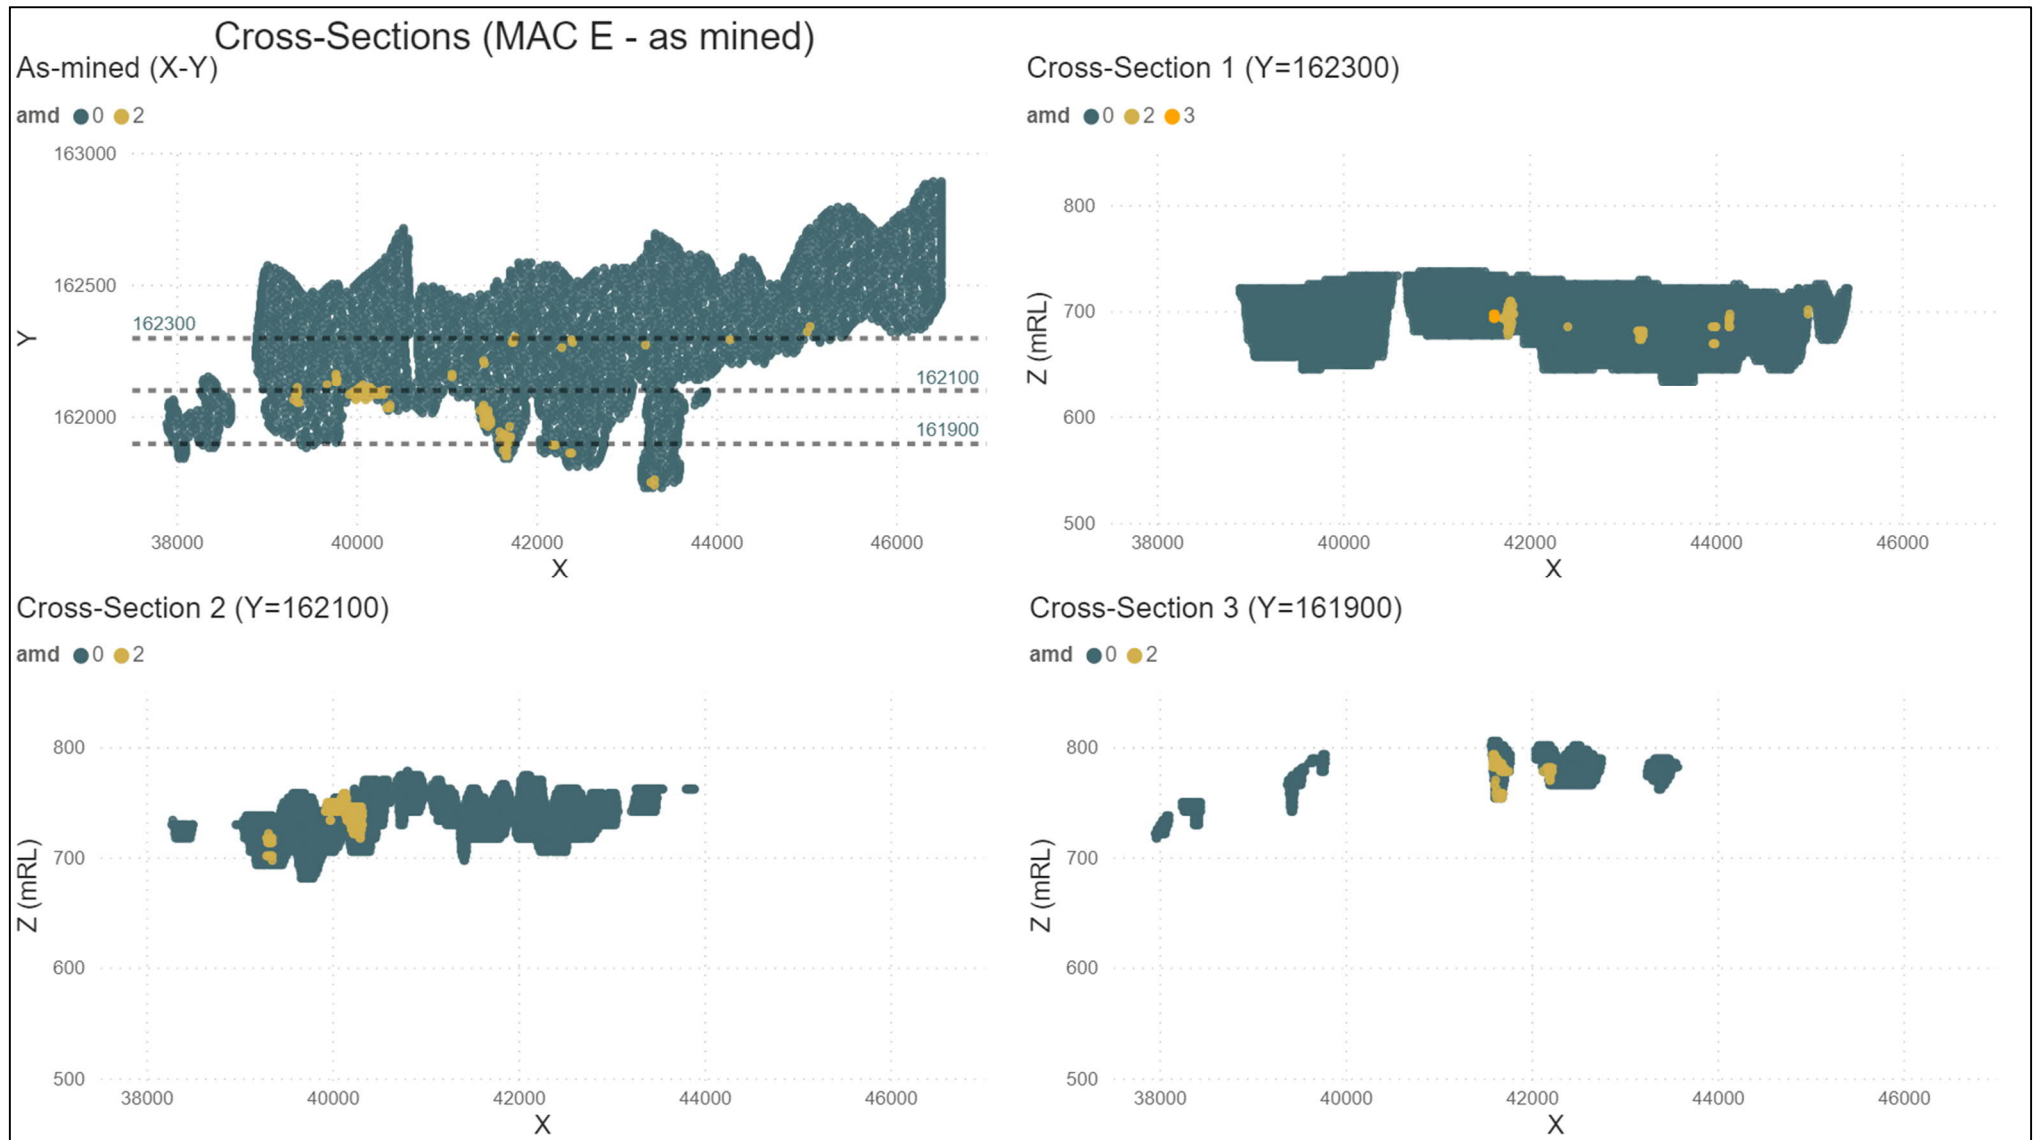 Cross-Sections (MAC E - as mined)
As-mined (X-Y)
amd 0 2
163000
162500
162000
Y
162300
162100
161900
38000 40000 42000 44000 46000
X
Cross-Section 1 (Y=162300)
amd 0 2 3
800
700
600
500
Z (mRL)
38000 40000 42000 44000 46000
X
Cross-Section 2 (Y=162100)
amd 0 2
800
700
600
500
Z (mRL)
38000 40000 42000 44000 46000
X
Cross-Section 3 (Y=161900)
amd 0 2
800
700
600
500
Z (mRL)
38000 40000 42000 44000 46000
X